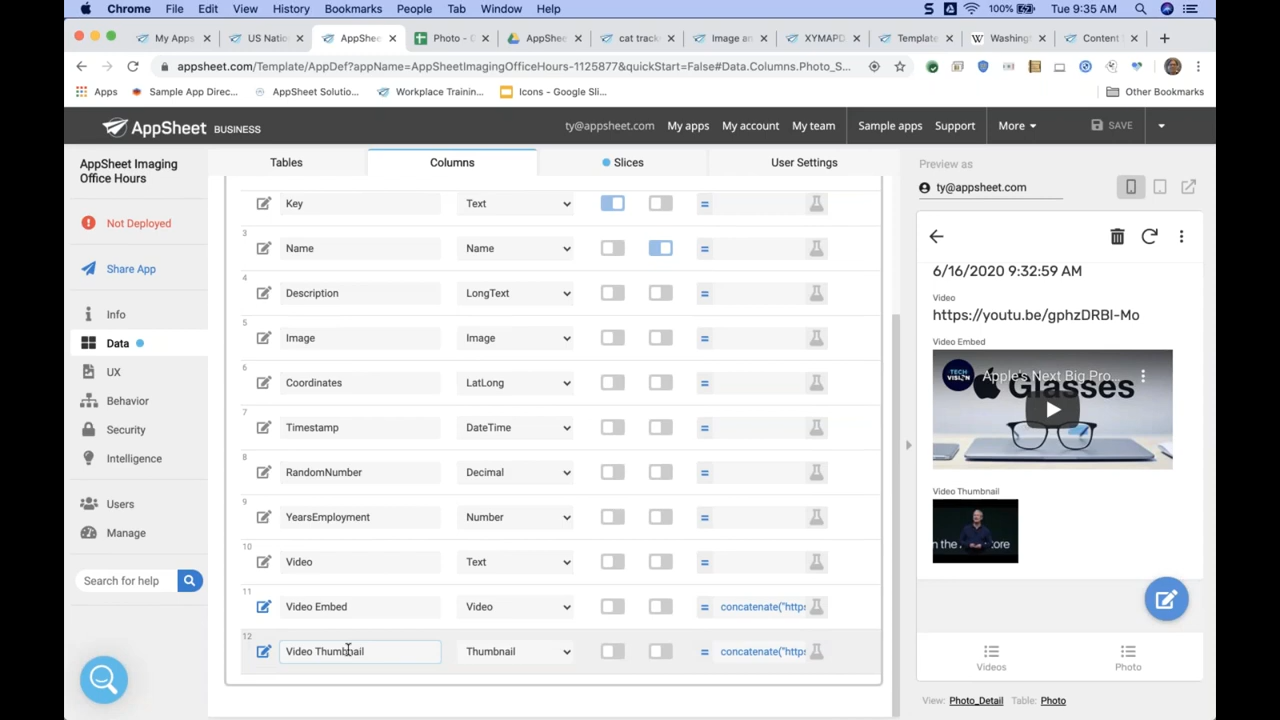 Chrome File Edit View History Bookmarks People Tab Window Help
S 100% Tue 9:35 AM
My Apps US Natio AppShee Photo - AppShee cat track Image an XYMAPD Template W Washing Content
appsheet.com/Template/AppDef?appName=AppSheetImagingOfficeHours-1125877&quickStart=False#Data.Columns.Photo_S...
Apps Sample App Direc... AppSheet Solutio... Workplace Trainin... Icons - Google Sli... Other Bookmarks
AppSheet BUSINESS ty@appsheet.com My apps My account My team Sample apps Support More SAVE
AppSheet Imaging
Office Hours
Not Deployed
Share App
Info
Data
UX
Behavior
Security
Intelligence
Users
Manage
Search for help
Tables Columns Slices User Settings
Key Text =
3
Name Name =
4
Description LongText =
5
Image Image =
6
Coordinates LatLong =
7
Timestamp DateTime =
8
RandomNumber Decimal =
9
YearsEmployment Number =
10
Video Text =
11
Video Embed Video = concatenate("https
12
Video Thumbnail Thumbnail = concatenate("https
Preview as
ty@appsheet.com
6/16/2020 9:32:59 AM
Video
https://youtu.be/gphzDRBI-Mo
Video Embed
TECH
VISION
Apple's Next Big Pro...
Glasses
Video Thumbnail
Videos Photo
View: Photo_Detail Table: Photo